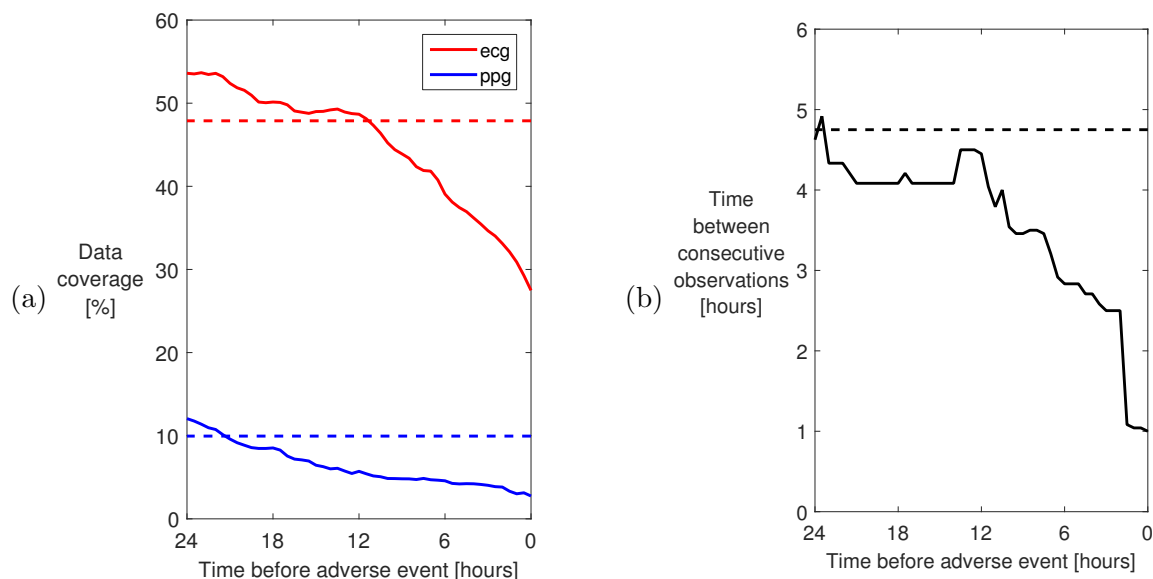 (a)
Data
coverage
[%]
60
50
40
30
20
10
0
ecg
ppg
24
18
12
6
0
Time before adverse event [hours]
(b)
Time
between
consecutive
observations
[hours]
6
5
4
3
2
1
0
24
18
12
6
0
Time before adverse event [hours]